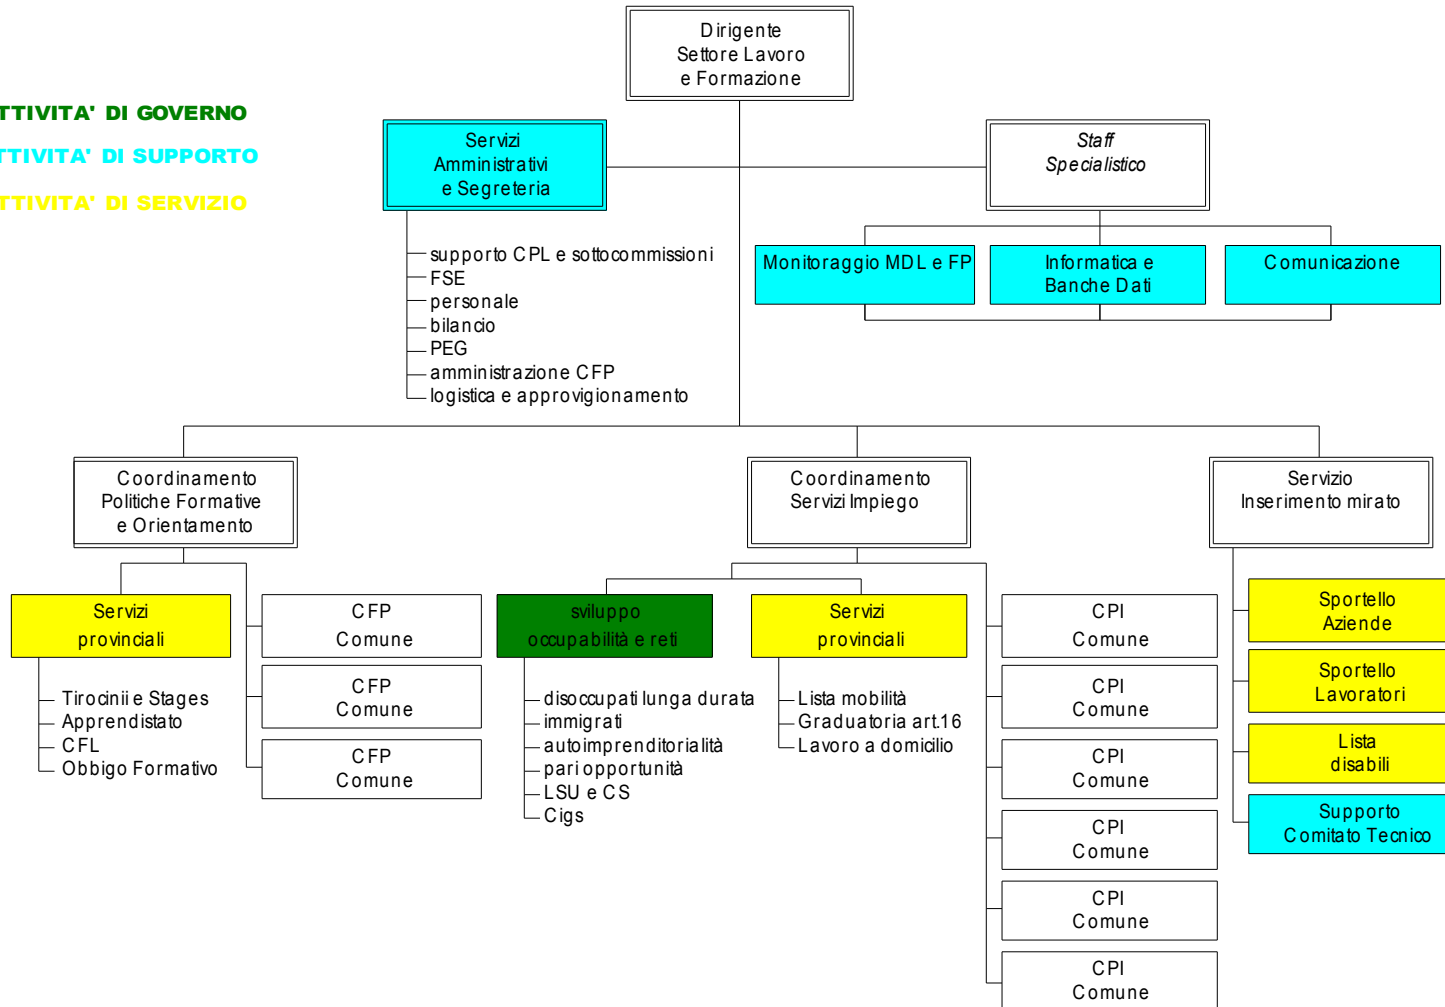 Dirigente
Settore Lavoro
e Formazione
TTIVITA' DI GOVERNO
TTIVITA' DI SUPPORTO
TTIVITA' DI SERVIZIO
Servizi
Amministrativi
e Segreteria
Staff
Specialistico
supporto CPL e sottocommissioni
FSE
personale
bilancio
PEG
amministrazione CFP
logistica e approvigionamento
Monitoraggio MDL e FP
Informatica e
Banche Dati
Comunicazione
Coordinamento
Politiche Formative
e Orientamento
Coordinamento
Servizi Impiego
Servizio
Inserimento mirato
Servizi
provinciali
Tirocinii e Stages
Apprendistato
CFL
Obbigo Formativo
CFP
Comune
CFP
Comune
CFP
Comune
sviluppo
occupabilità e reti
disoccupati lunga durata
immigrati
autoimprenditorialità
pari opportunità
LSU e CS
Cigs
Servizi
provinciali
Lista mobilità
Graduatoria art.16
Lavoro a domicilio
CPI
Comune
CPI
Comune
CPI
Comune
CPI
Comune
CPI
Comune
CPI
Comune
Sportello
Aziende
Sportello
Lavoratori
Lista
disabili
Supporto
Comitato Tecnico